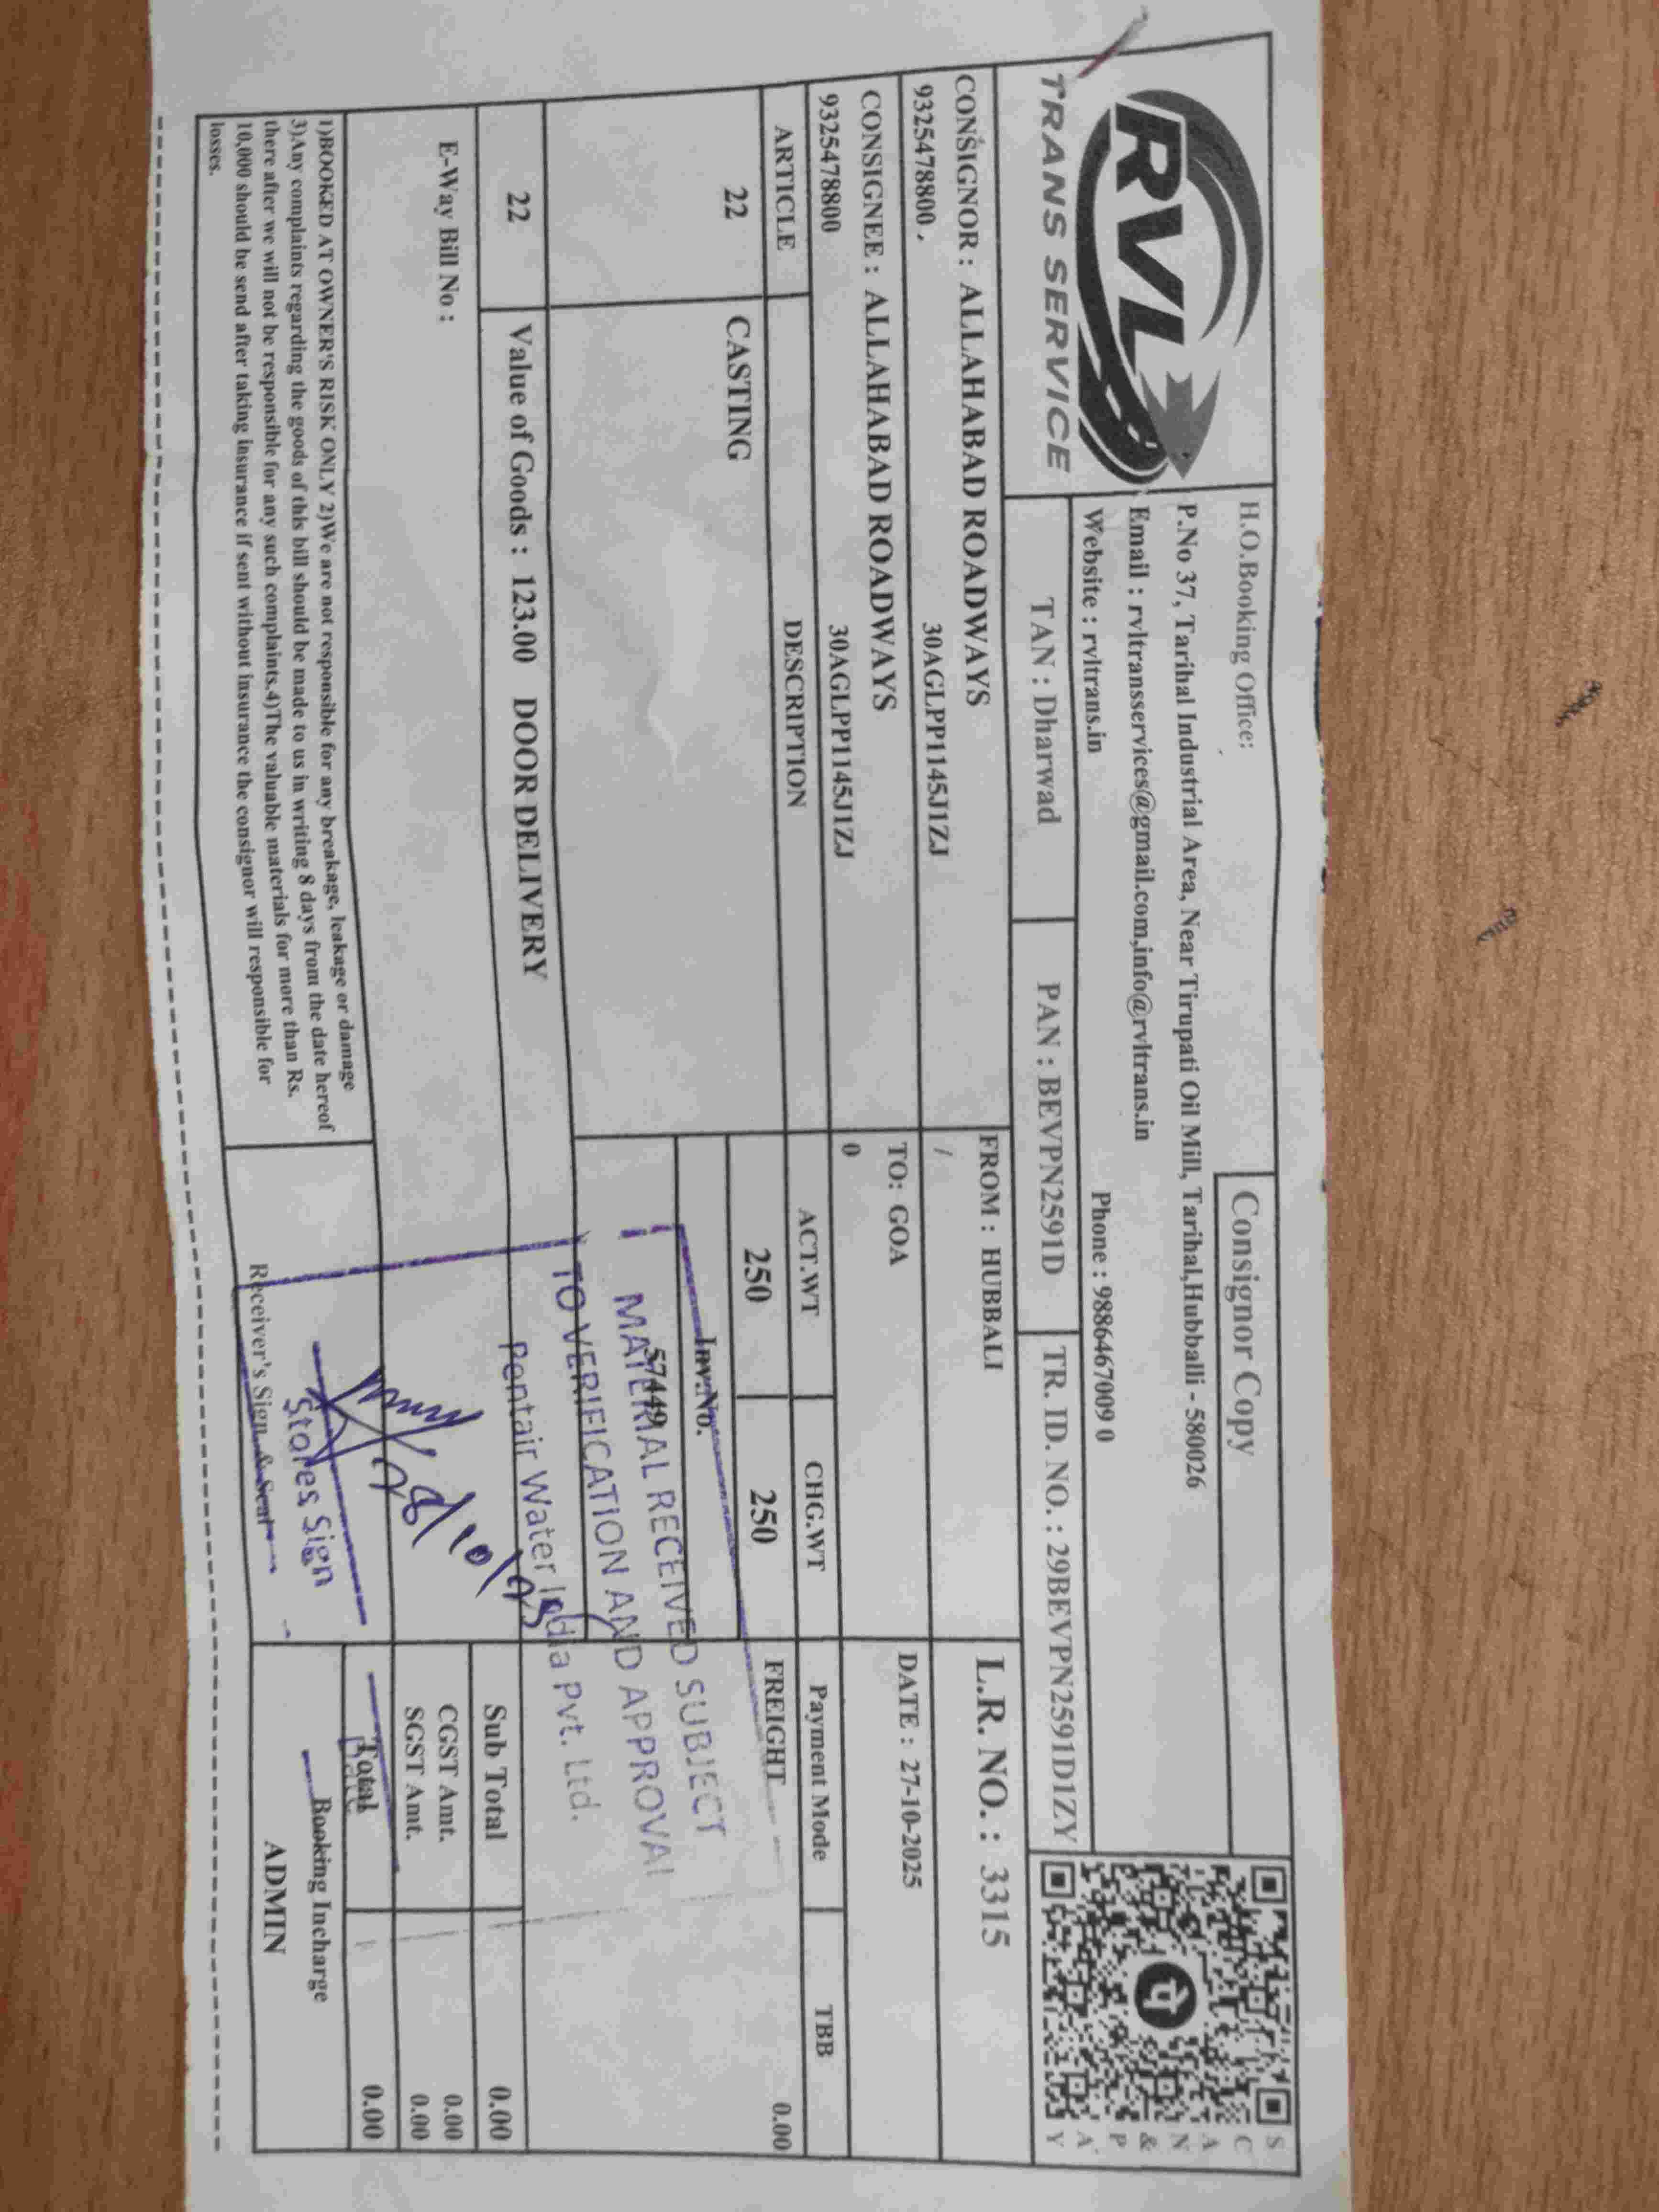 RVL
TRANS SERVICE
H.O.Booking Office:
Consignor Copy
P.No 37, Tarihal Industrial Area, Near Tirupati Oil Mill, Tarihal,Hubballi - 580026
Email : rvltransservices@gmail.com,info@rvltrans.in
Website : rvltrans.in
Phone : 9886467009 0
SCAN & PAY
TAN : Dharwad
PAN : BEVPN2591D
TR. ID. NO. : 29BEVPN2591D1ZY
CONSIGNOR : ALLAHABAD ROADWAYS
9325478800 .
30AGLPP1145J1ZJ
FROM : HUBBALI
/
L.R. NO. : 3315
CONSIGNEE : ALLAHABAD ROADWAYS
9325478800
30AGLPP1145J1ZJ
TO: GOA
0
DATE : 27-10-2025
ARTICLE
DESCRIPTION
ACT.WT
CHG.WT
Payment Mode
TBB
22
CASTING
250
250
FREIGHT
0.00
Inv.No.
57449
MATERIAL RECEIVED SUBJECT
TO VERIFICATION AND APPROVAL
Pentair Water India Pvt. Ltd.
22
Value of Goods : 123.00 DOOR DELIVERY
Sub Total
0.00
E-Way Bill No :
CGST Amt.
0.00
SGST Amt.
0.00
28/10/25
Total
0.00
Date
Stores Sign
1)BOOKED AT OWNER'S RISK ONLY 2)We are not responsible for any breakage, leakage or damage
3)Any complaints regarding the goods of this bill should be made to us in writing 8 days from the date hereof
there after we will not be responsible for any such complaints.4)The valuable materials for more than Rs.
10,000 should be send after taking insurance if sent without insurance the consignor will responsible for
losses.
Receiver's Sign. & Seal
Booking Incharge
ADMIN